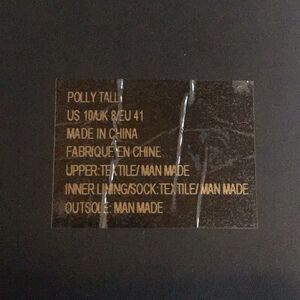 POLLY TALL
US 10/UK 8/EU 41
MADE IN CHINA
FABRIQUE EN CHINE
UPPER:TEXTILE/ MAN MADE
INNER LINING/SOCK:TEXTILE/ MAN MADE
OUTSOLE: MAN MADE